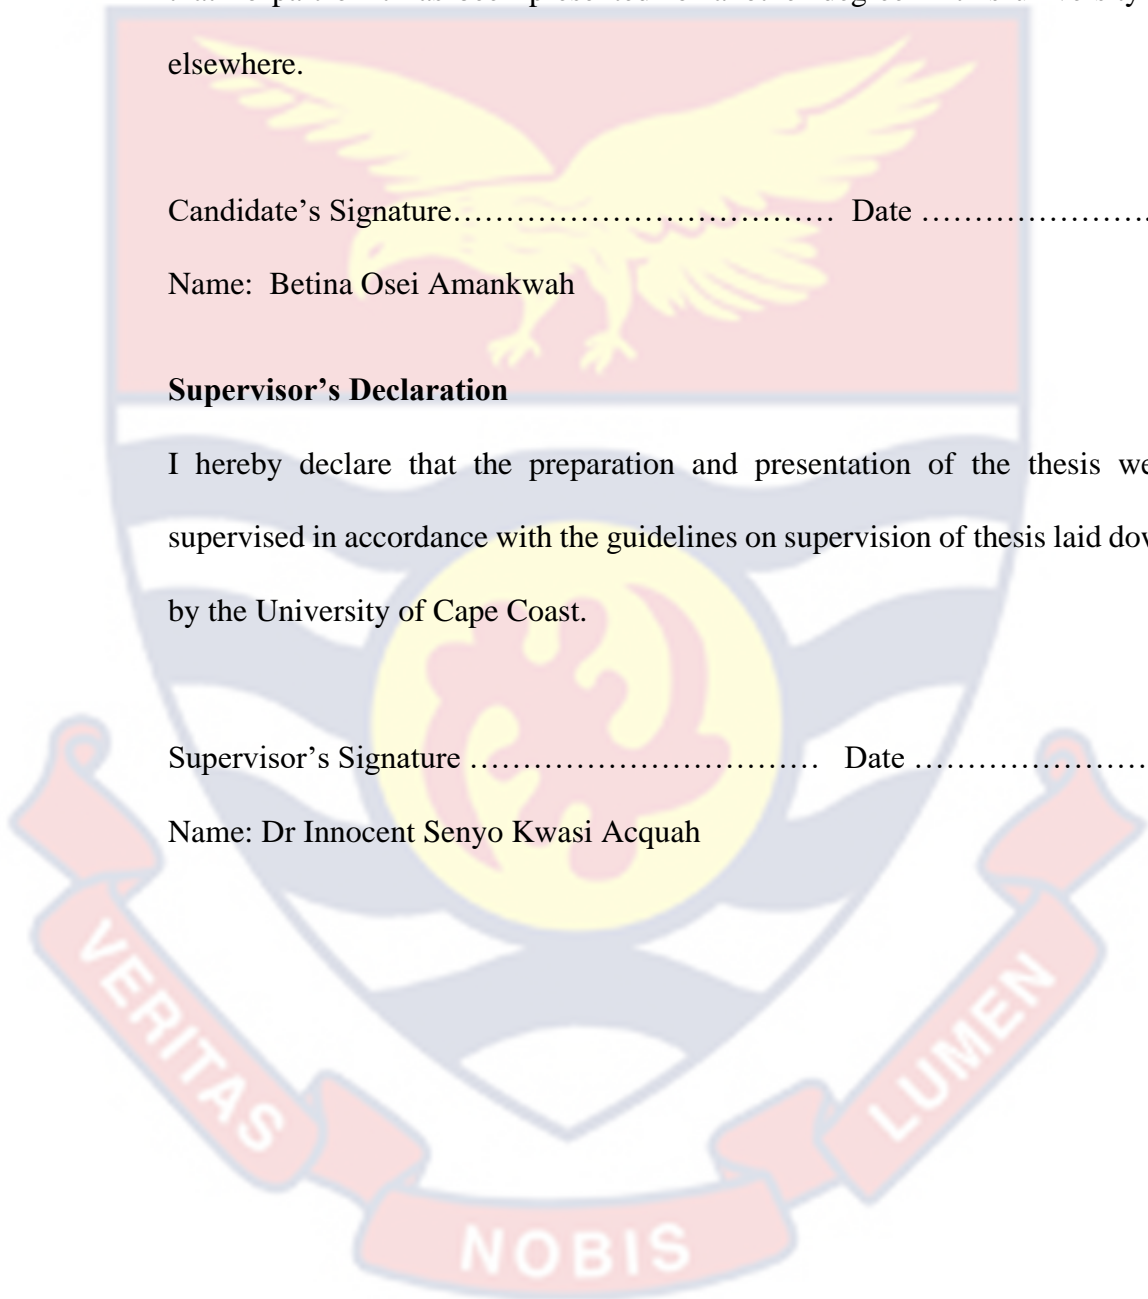 elsewhere.
Candidate’s Signature……………………………… Date …………………
Name: Betina Osei Amankwah
Supervisor’s Declaration
I hereby declare that the preparation and presentation of the thesis we
supervised in accordance with the guidelines on supervision of thesis laid dow
by the University of Cape Coast.
Supervisor’s Signature …………………………… Date …………………
Name: Dr Innocent Senyo Kwasi Acquah
VERITAS
NOBIS
LUMEN